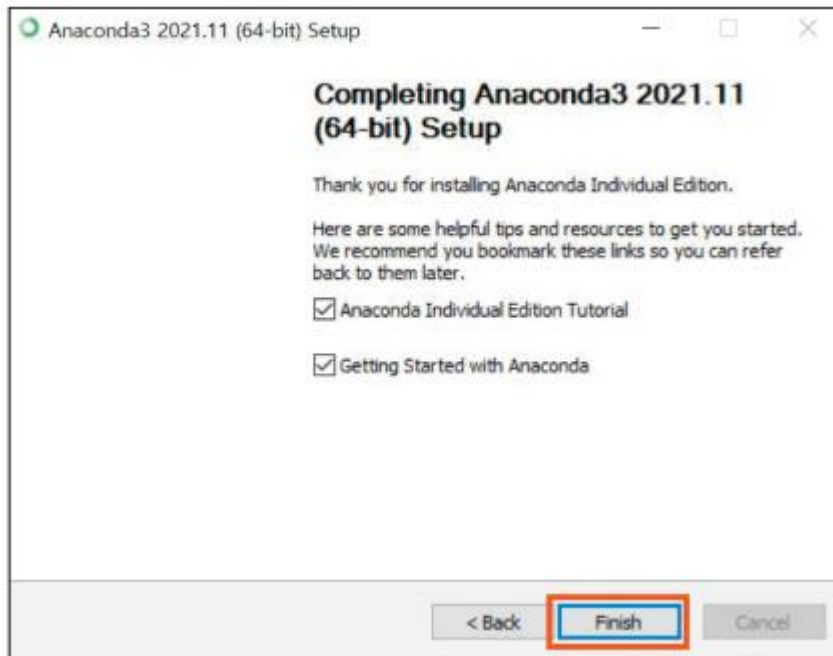 Anaconda3 2021.11 (64-bit) Setup
Completing Anaconda3 2021.11
(64-bit) Setup
Thank you for installing Anaconda Individual Edition.
Here are some helpful tips and resources to get you started.
We recommend you bookmark these links so you can refer
back to them later.
Anaconda Individual Edition Tutorial
Getting Started with Anaconda
< Back Finish Cancel